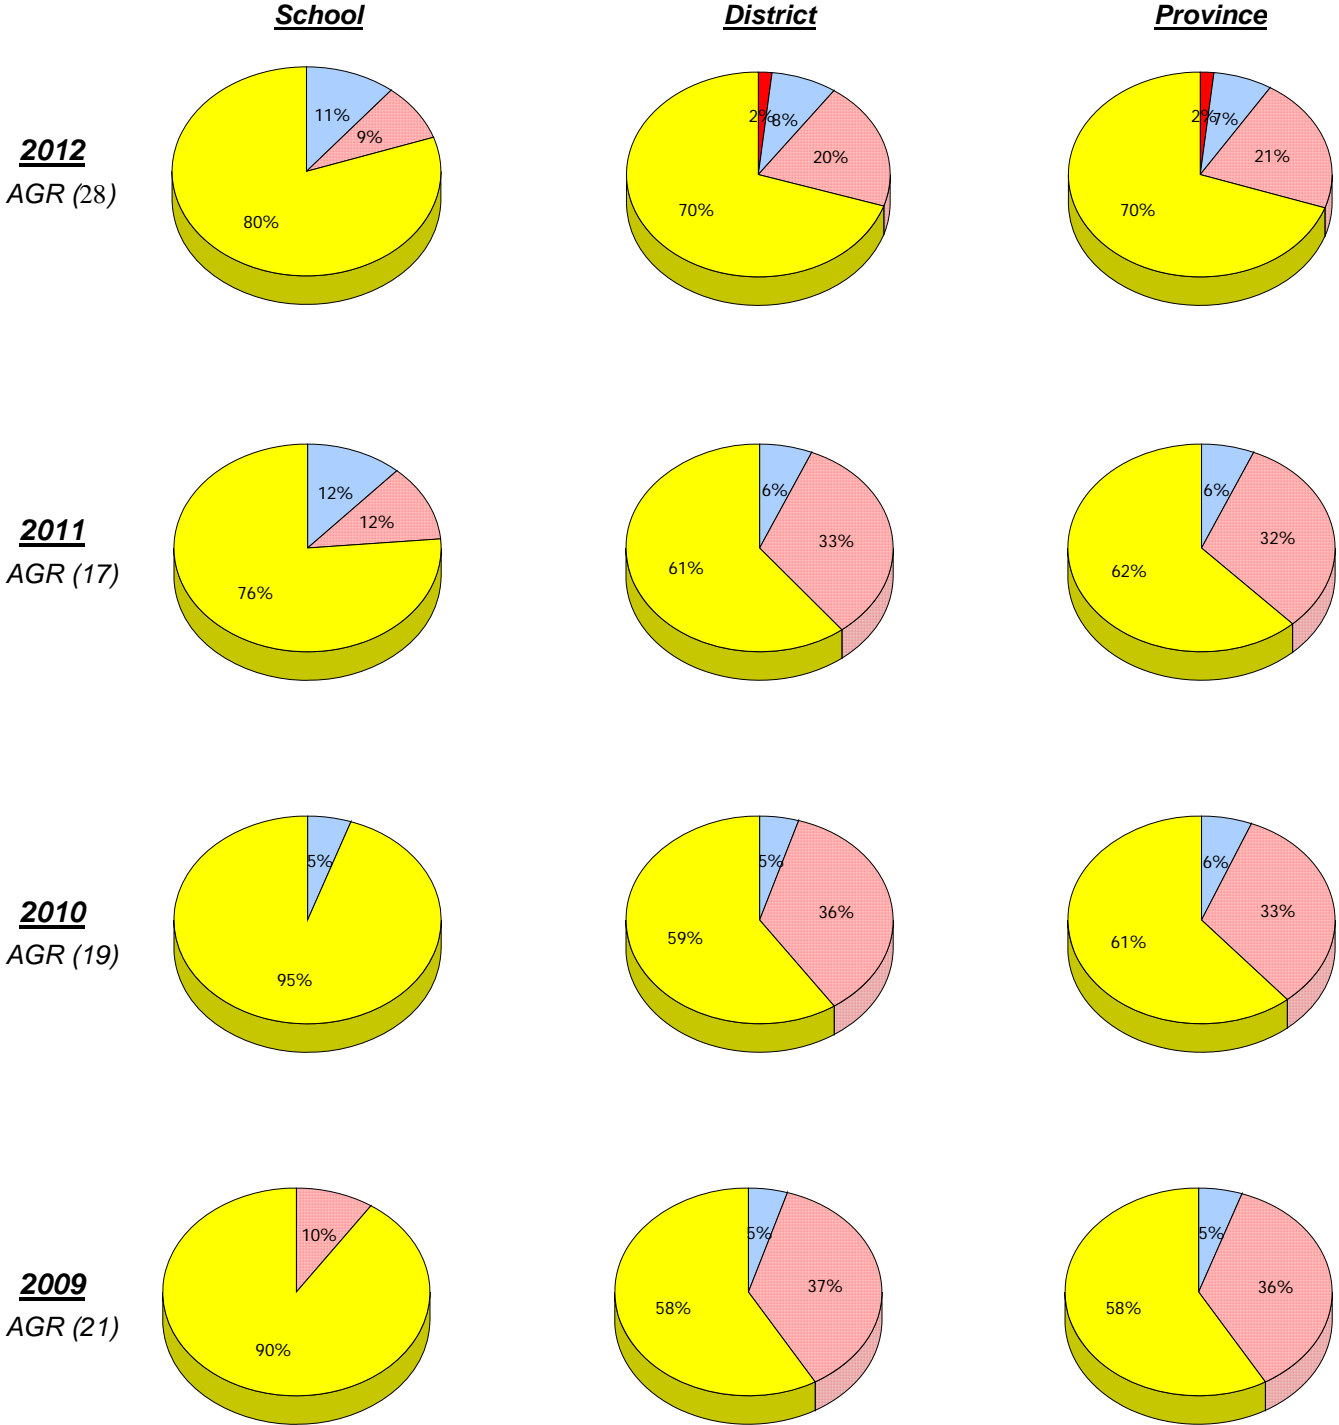 School District Province
11% 9% 80%
2% 8% 20% 70%
2% 7% 21% 70%
2012
AGR (28)
12% 12% 76%
6% 33% 61%
6% 32% 62%
2011
AGR (17)
5% 95%
5% 36% 59%
6% 33% 61%
2010
AGR (19)
10% 90%
5% 37% 58%
5% 36% 58%
2009
AGR (21)